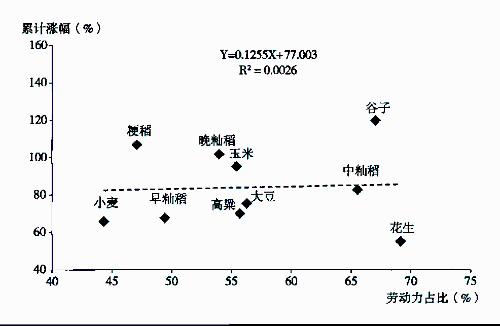 累计涨幅（%）
160
Y=0.1255X+77.003
140
R² = 0.0026
120
谷子
粳稻
晚籼稻
玉米
100
中籼稻
80
小麦
早籼稻
高粱
大豆
花生
60
40
40 45 50 55 60 65 70 75
劳动力占比（%）